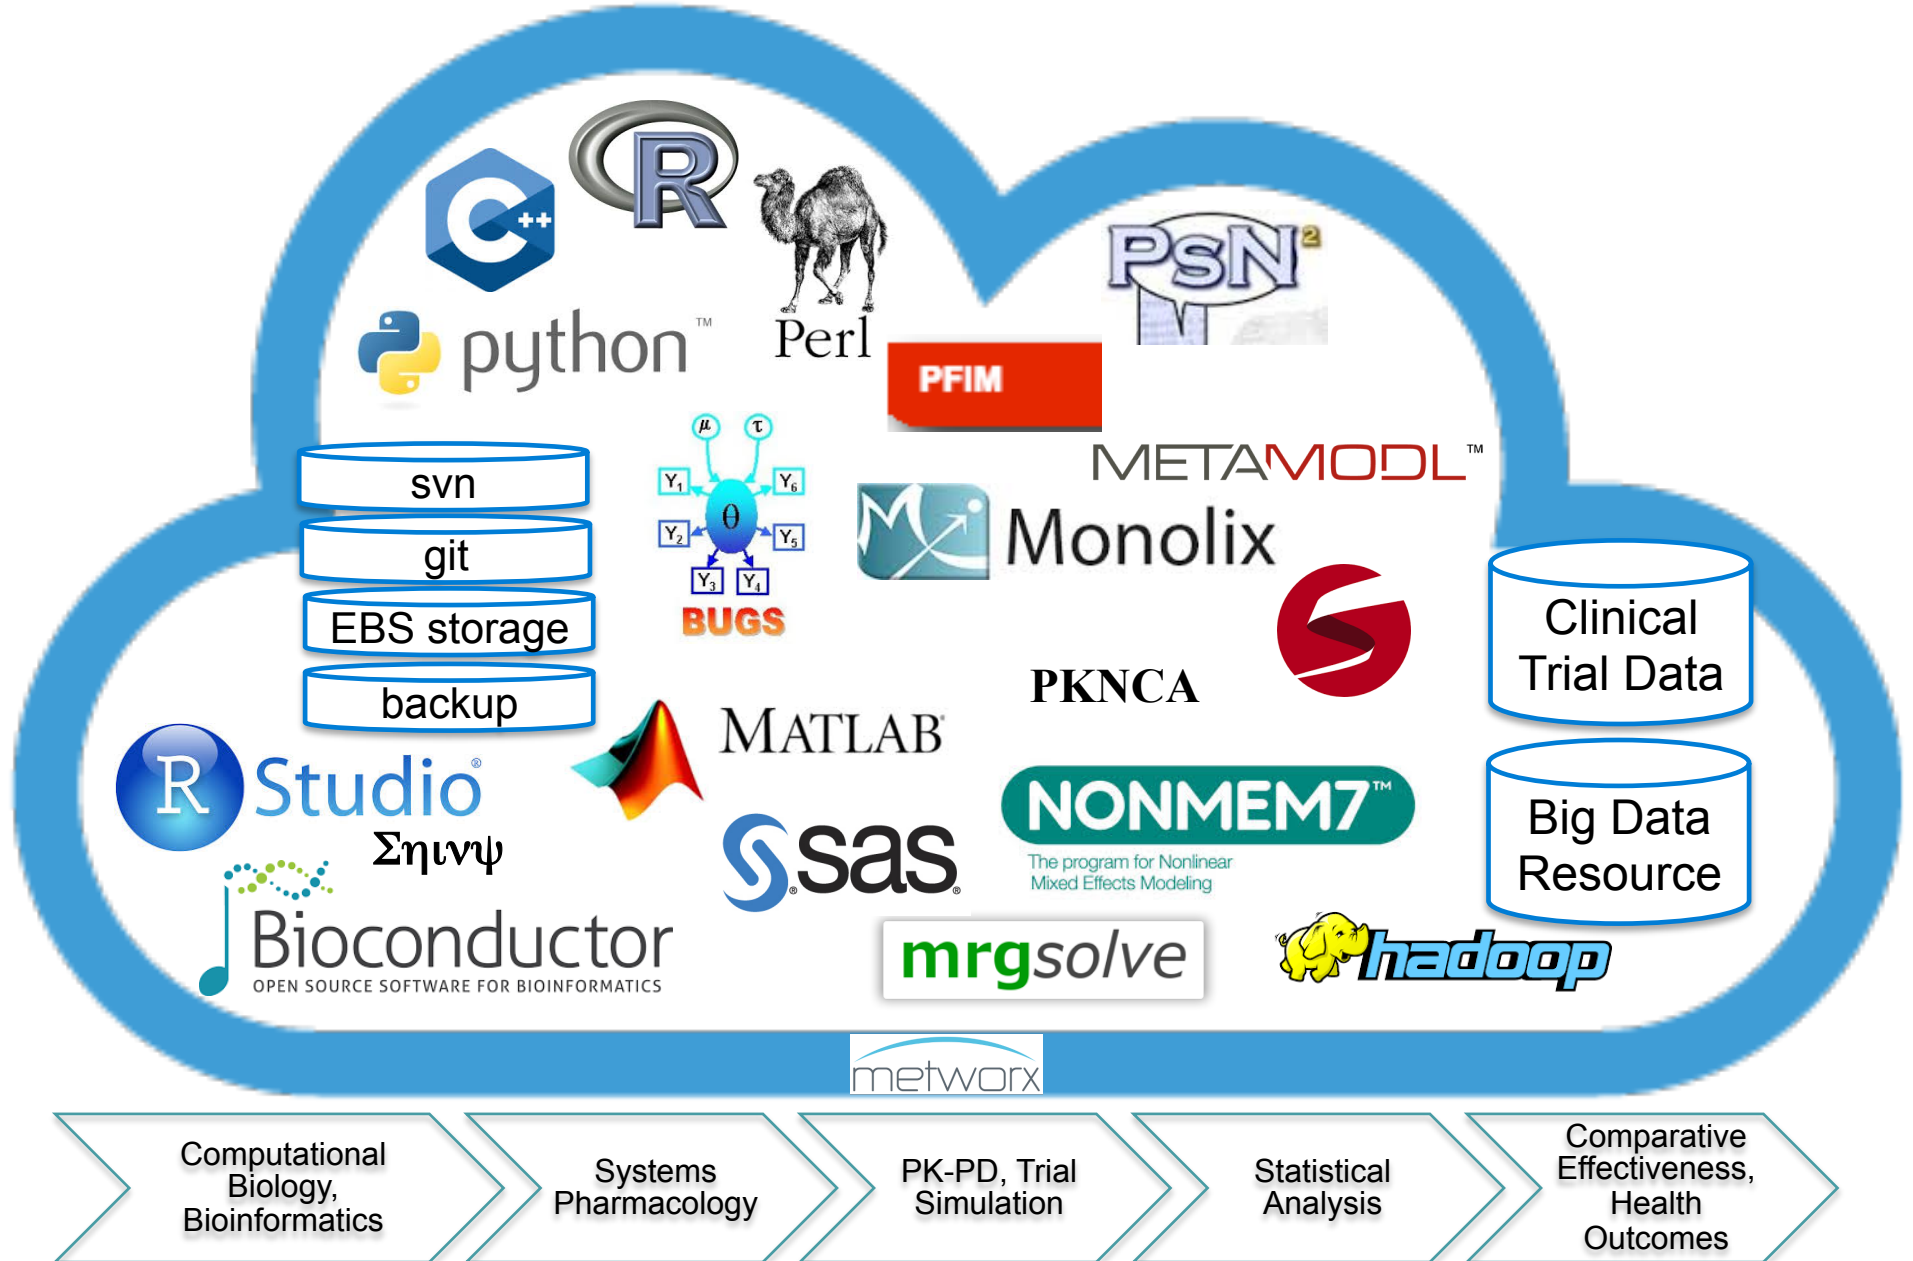 C++
R
Perl
python™
PsN²
PFIM
METAMODL™
svn
git
EBS storage
backup
μ τ
Y₁ Y₆
θ
Y₂ Y₅
Y₃ Y₄
BUGS
Monolix
S
PKNCA
Clinical
Trial Data
MATLAB®
R Studio®
Σηινψ
NONMEM7™
The program for Nonlinear
Mixed Effects Modeling
Big Data
Resource
sas®
Bioconductor
OPEN SOURCE SOFTWARE FOR BIOINFORMATICS
mrgsolve
hadoop
metworx
Computational
Biology,
Bioinformatics
Systems
Pharmacology
PK-PD, Trial
Simulation
Statistical
Analysis
Comparative
Effectiveness,
Health
Outcomes